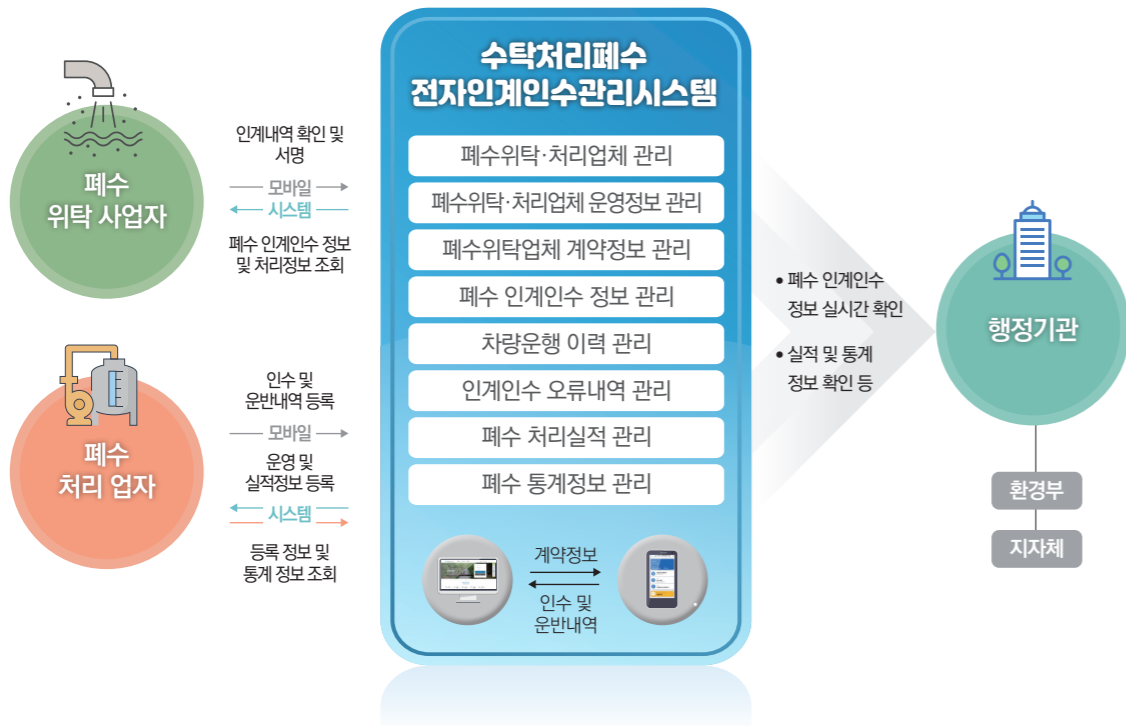 폐수
위탁 사업자
인계내역 확인 및
서명
모바일
시스템
폐수 인계인수 정보
및 처리정보 조회
폐수
처리 업자
인수 및
운반내역 등록
모바일
운영 및
실적정보 등록
시스템
등록 정보 및
통계 정보 조회
수탁처리폐수
전자인계인수관리시스템
폐수위탁·처리업체 관리
폐수위탁·처리업체 운영정보 관리
폐수위탁업체 계약정보 관리
폐수 인계인수 정보 관리
차량운행 이력 관리
인계인수 오류내역 관리
폐수 처리실적 관리
폐수 통계정보 관리
계약정보
인수 및
운반내역
• 폐수 인계인수
정보 실시간 확인
• 실적 및 통계
정보 확인 등
행정기관
환경부
지자체